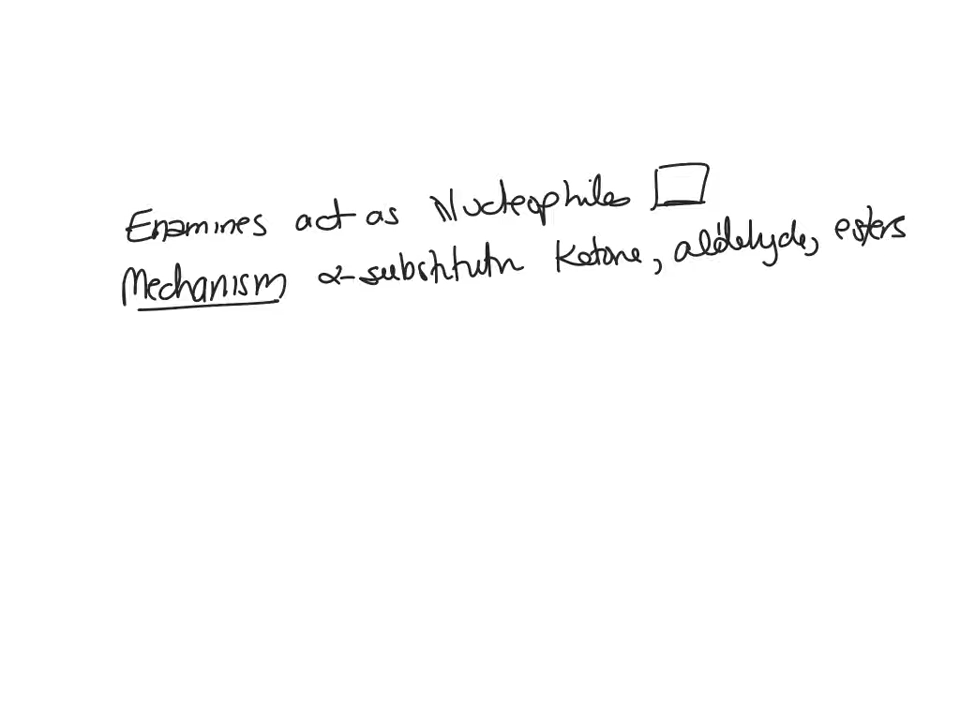 Enamines act as Nucleophiles
Mechanism α-substitutn Ketone, aldehyde, esters